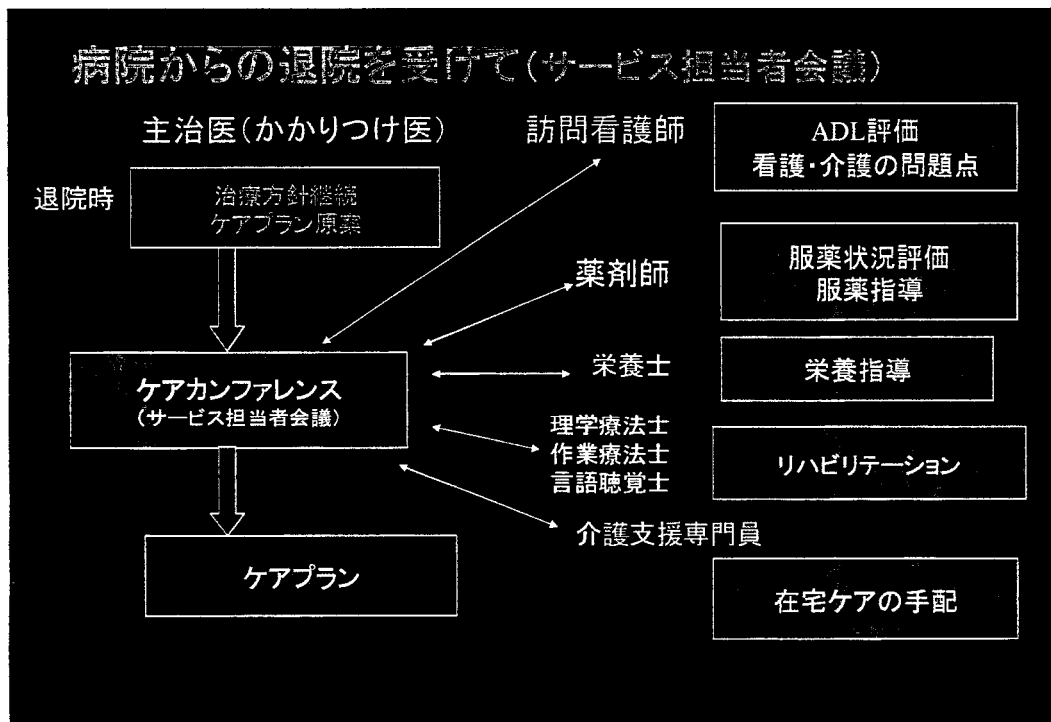 病院からの退院を受けて(サービス担当者会議)
主治医(かかりつけ医)
退院時
治療方針継続
ケアプラン原案
ケアカンファレンス
(サービス担当者会議)
ケアプラン
訪問看護師
ADL評価
看護・介護の問題点
薬剤師
服薬状況評価
服薬指導
栄養士
栄養指導
理学療法士
作業療法士
言語聴覚士
リハビリテーション
介護支援専門員
在宅ケアの手配